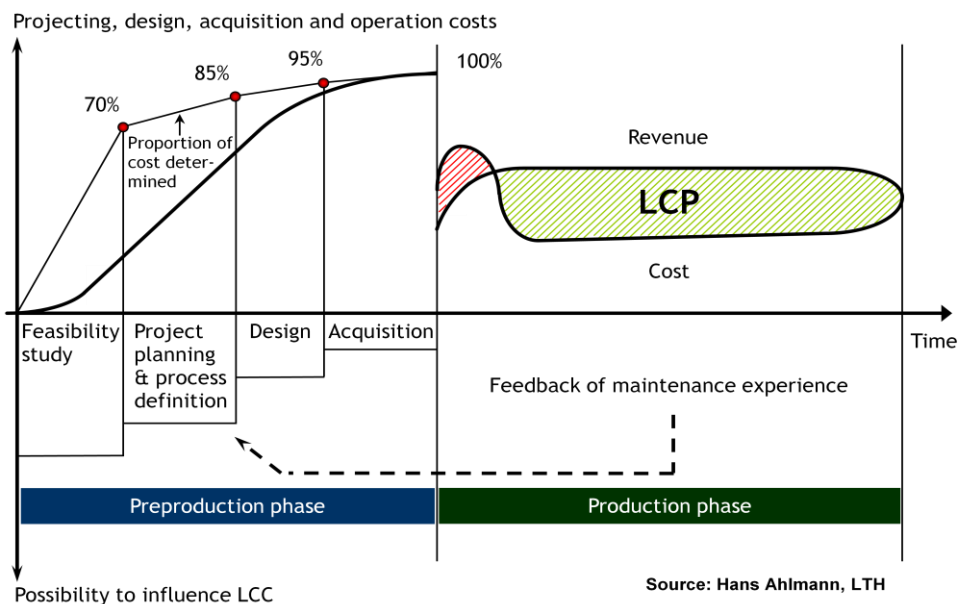 Projecting, design, acquisition and operation costs
70%
85%
95%
100%
Proportion of
cost deter-
mined
Revenue
LCP
Cost
Feasibility
study
Project
planning
& process
definition
Design
Acquisition
Time
Feedback of maintenance experience
Preproduction phase
Production phase
Possibility to influence LCC
Source: Hans Ahlmann, LTH